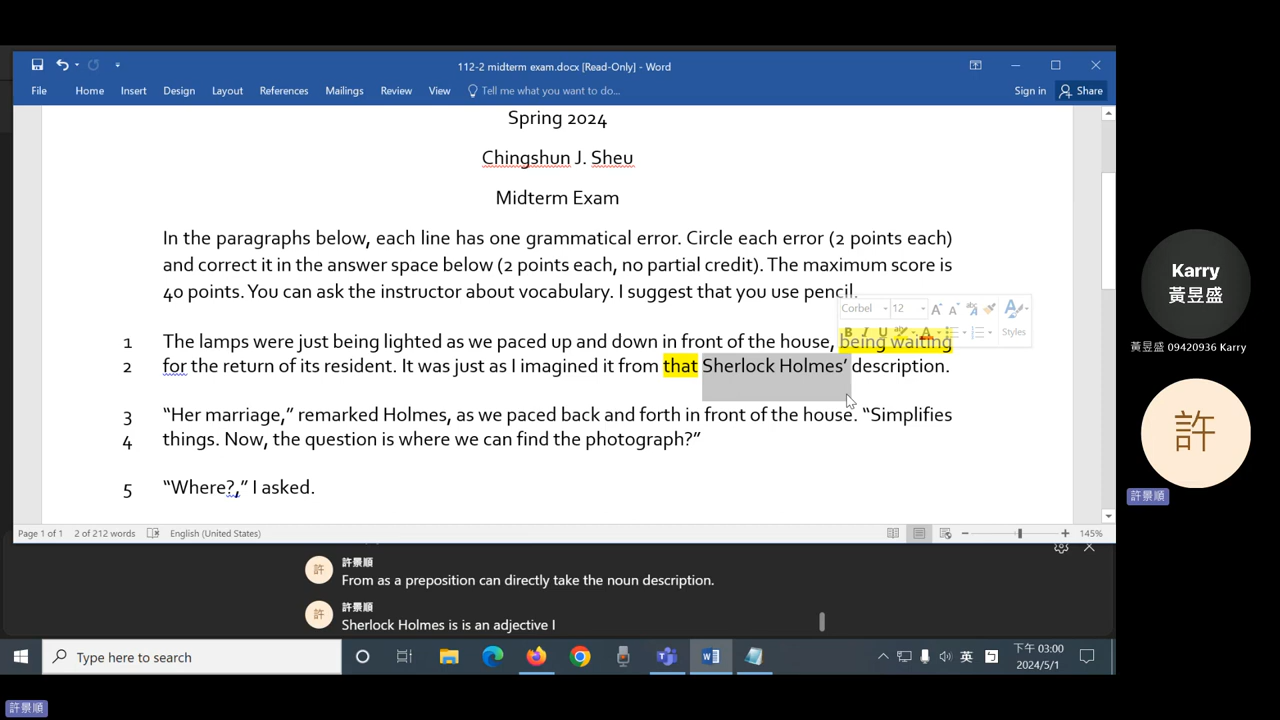 112-2 midterm exam.docx [Read-Only] - Word
File Home Insert Design Layout References Mailings Review View Tell me what you want to do... Sign in Share
Spring 2024
Chingshun J. Sheu
Midterm Exam
In the paragraphs below, each line has one grammatical error. Circle each error (2 points each)
and correct it in the answer space below (2 points each, no partial credit). The maximum score is
40 points. You can ask the instructor about vocabulary. I suggest that you use pencil.
Corbel 12
B I U ab A Styles
1 The lamps were just being lighted as we paced up and down in front of the house, being waiting
2 for the return of its resident. It was just as I imagined it from that Sherlock Holmes’ description.
3 “Her marriage,” remarked Holmes, as we paced back and forth in front of the house. “Simplifies
4 things. Now, the question is where we can find the photograph?”
5 “Where?,” I asked.
Page 1 of 1 2 of 212 words English (United States) 145%
許 許景順
From as a preposition can directly take the noun description.
許 許景順
Sherlock Holmes is is an adjective I
Type here to search
英
下午 03:00
2024/5/1
許景順
Karry
黃昱盛
黃昱盛 09420936 Karry
許
許景順